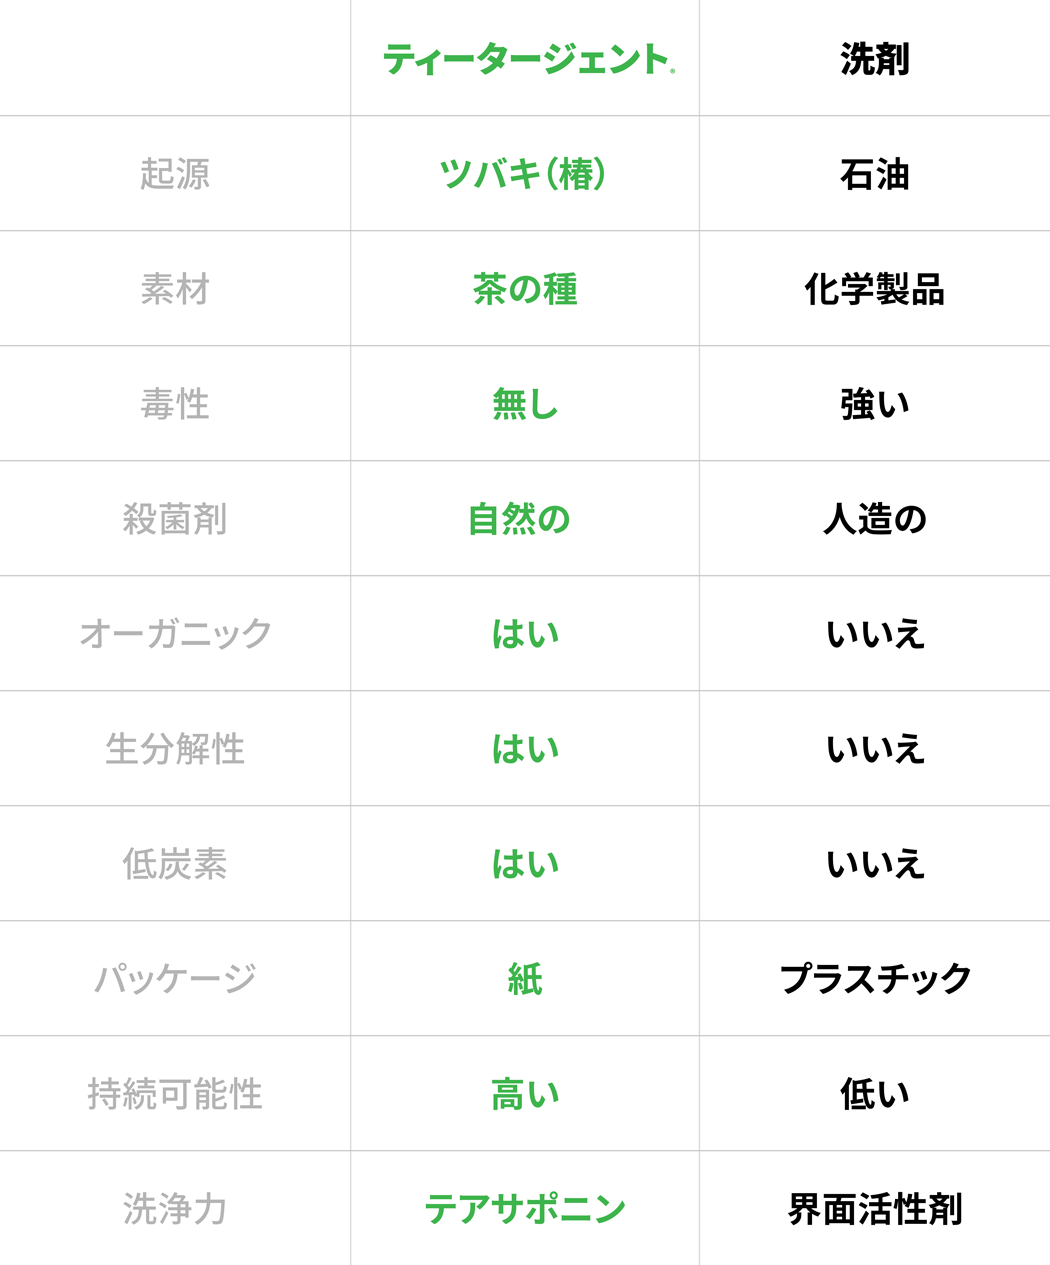 ティータージェント® 洗剤
起源 ツバキ（椿） 石油
素材 茶の種 化学製品
毒性 無し 強い
殺菌剤 自然の 人造の
オーガニック はい いいえ
生分解性 はい いいえ
低炭素 はい いいえ
パッケージ 紙 プラスチック
持続可能性 高い 低い
洗浄力 テアサポニン 界面活性剤